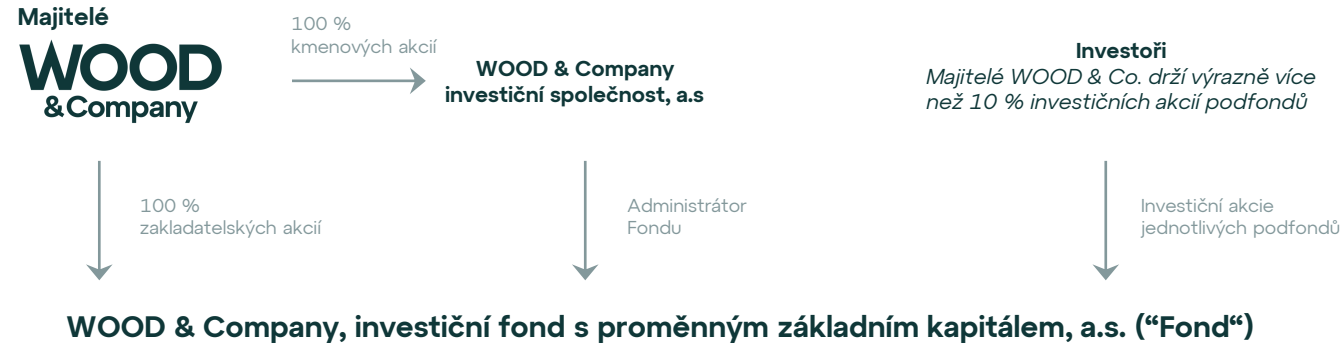 Majitelé
WOOD
&Company
100 %
kmenových akcií
WOOD & Company
investiční společnost, a.s
Investoři
Majitelé WOOD & Co. drží výrazně více
než 10 % investičních akcií podfondů
100 %
zakladatelských akcií
Administrátor
Fondu
Investiční akcie
jednotlivých podfondů
WOOD & Company, investiční fond s proměnným základním kapitálem, a.s. (“Fond“)